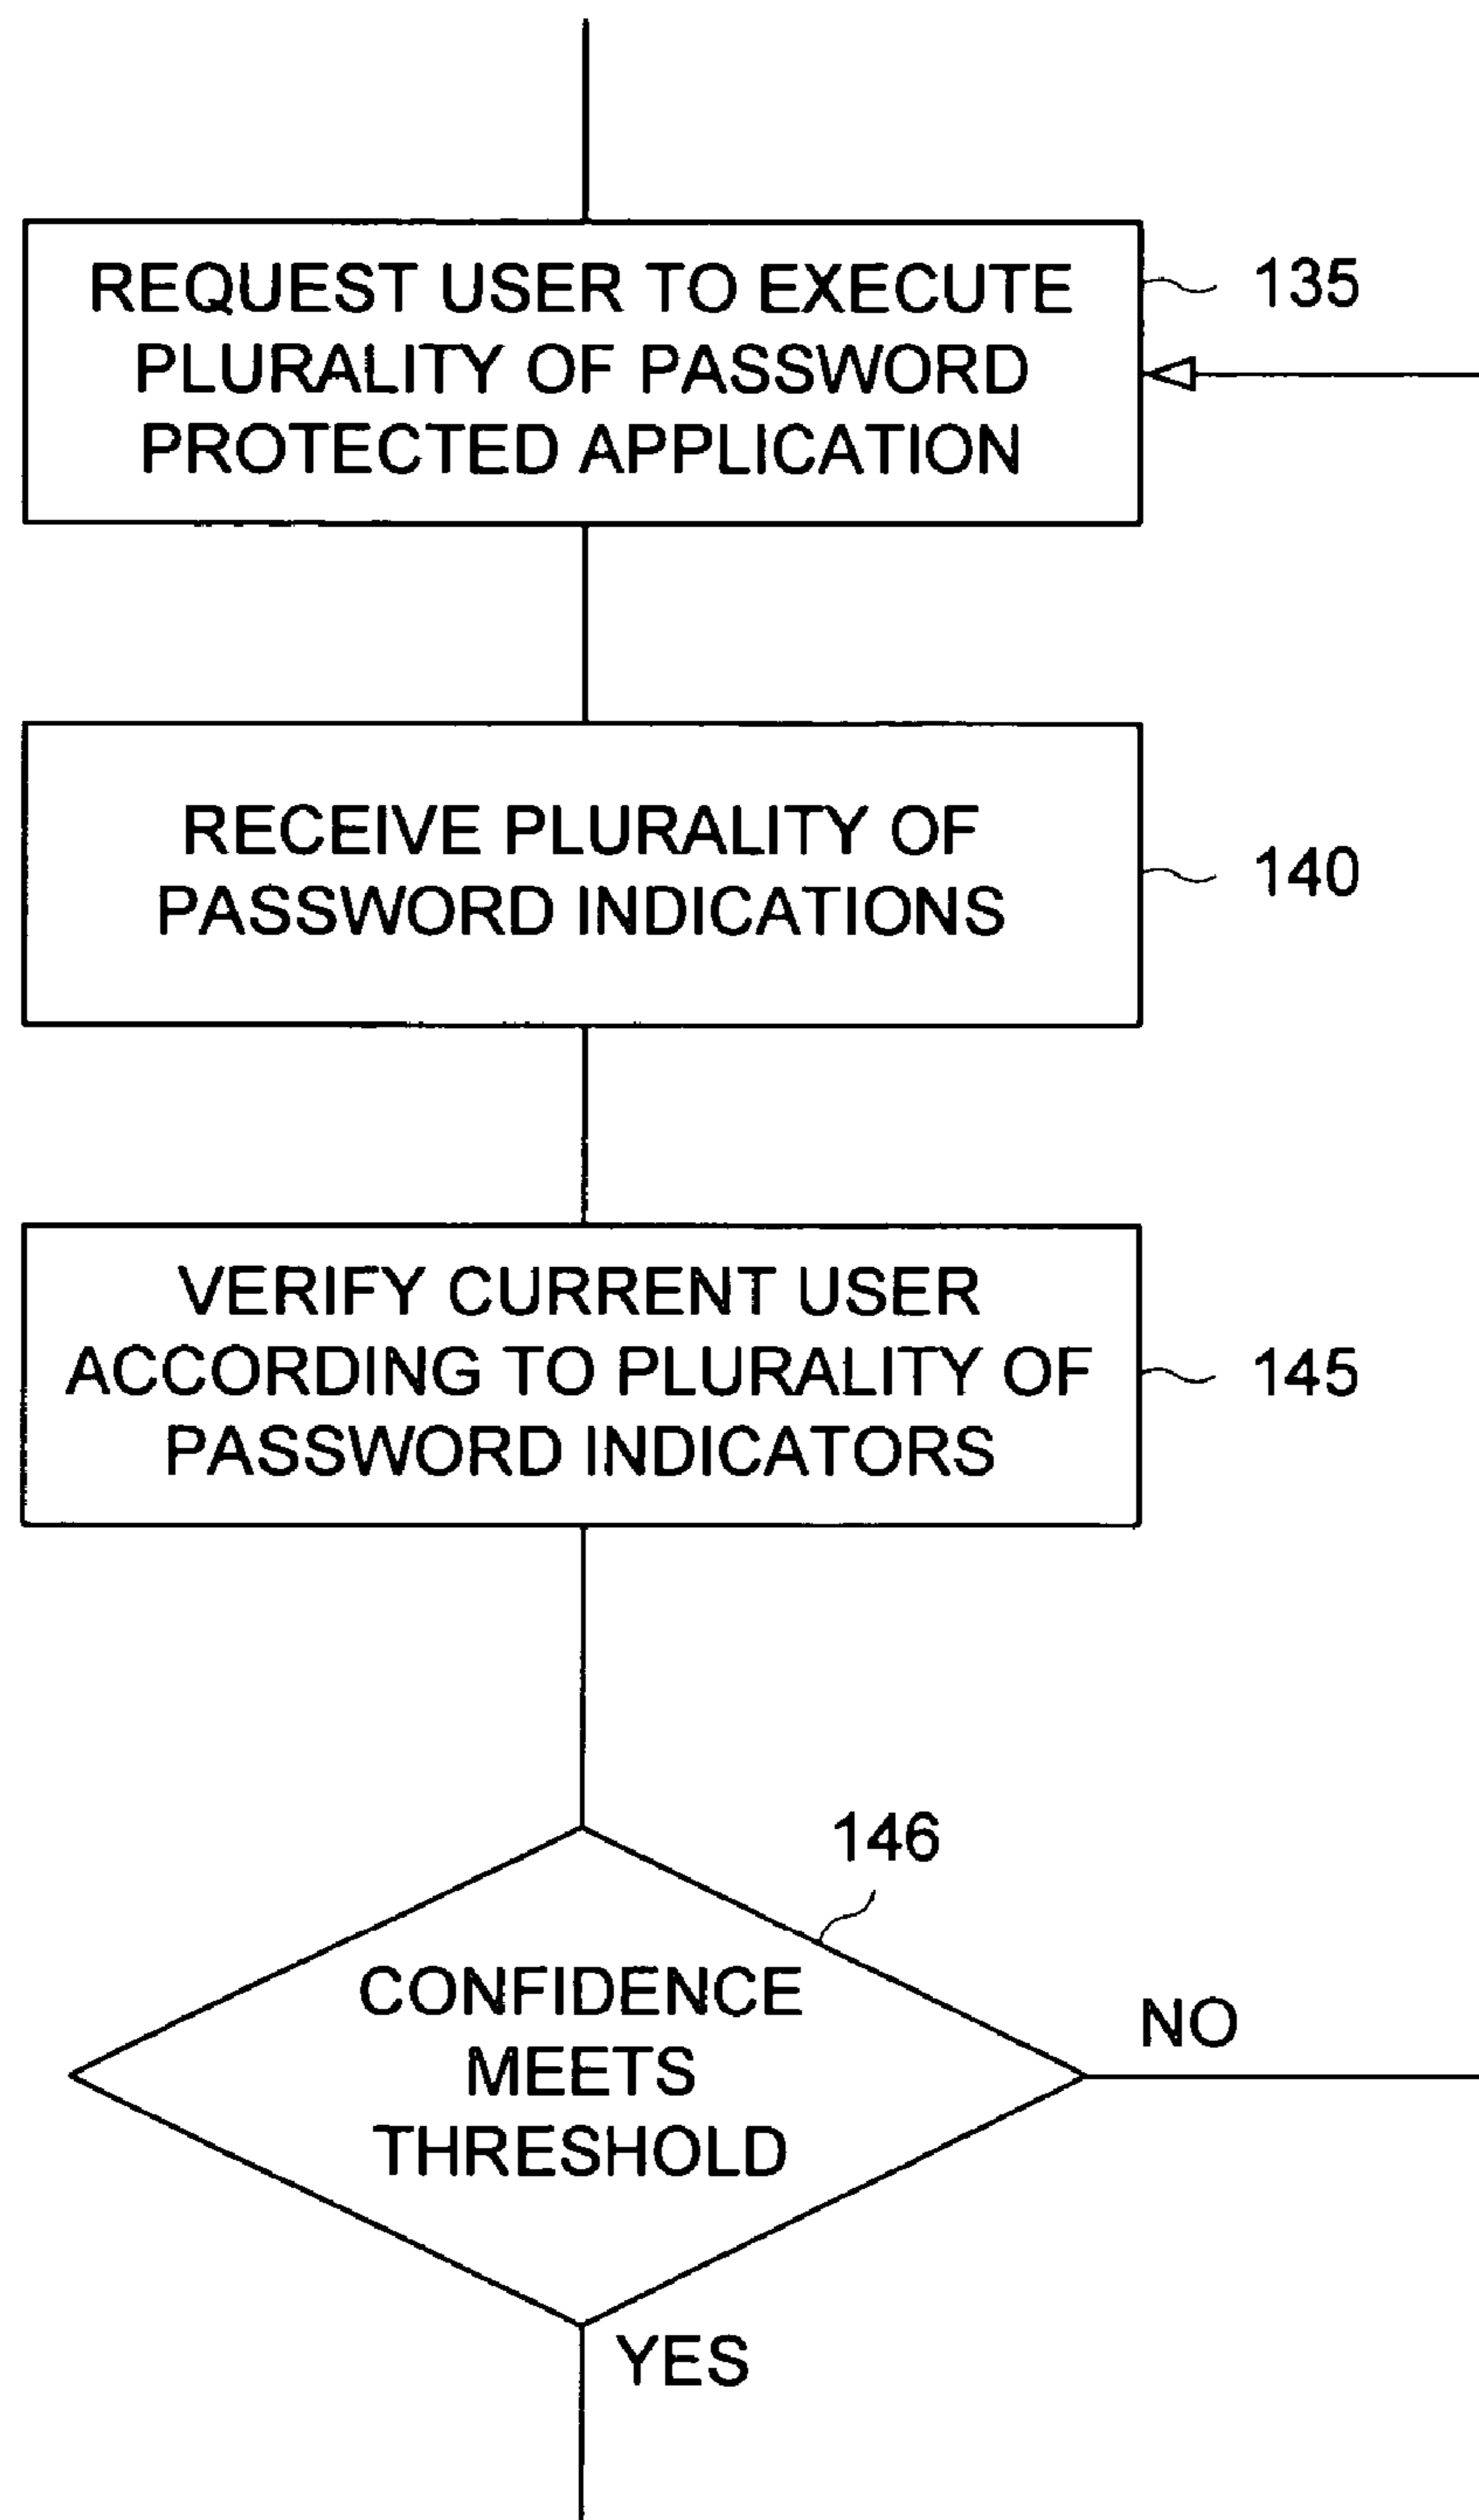 REQUEST USER TO EXECUTE
PLURALITY OF PASSWORD
PROTECTED APPLICATION
135
RECEIVE PLURALITY OF
PASSWORD INDICATIONS
140
VERIFY CURRENT USER
ACCORDING TO PLURALITY OF
PASSWORD INDICATORS
145
146
CONFIDENCE
MEETS
THRESHOLD
NO
YES